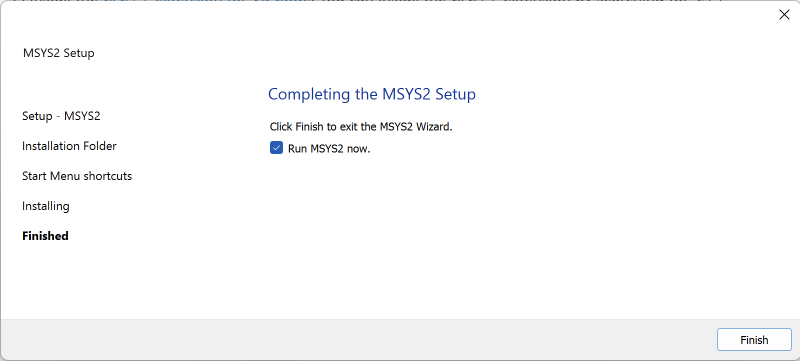 MSYS2 Setup
Completing the MSYS2 Setup
Setup - MSYS2
Click Finish to exit the MSYS2 Wizard.
Installation Folder
Run MSYS2 now.
Start Menu shortcuts
Installing
Finished
Finish